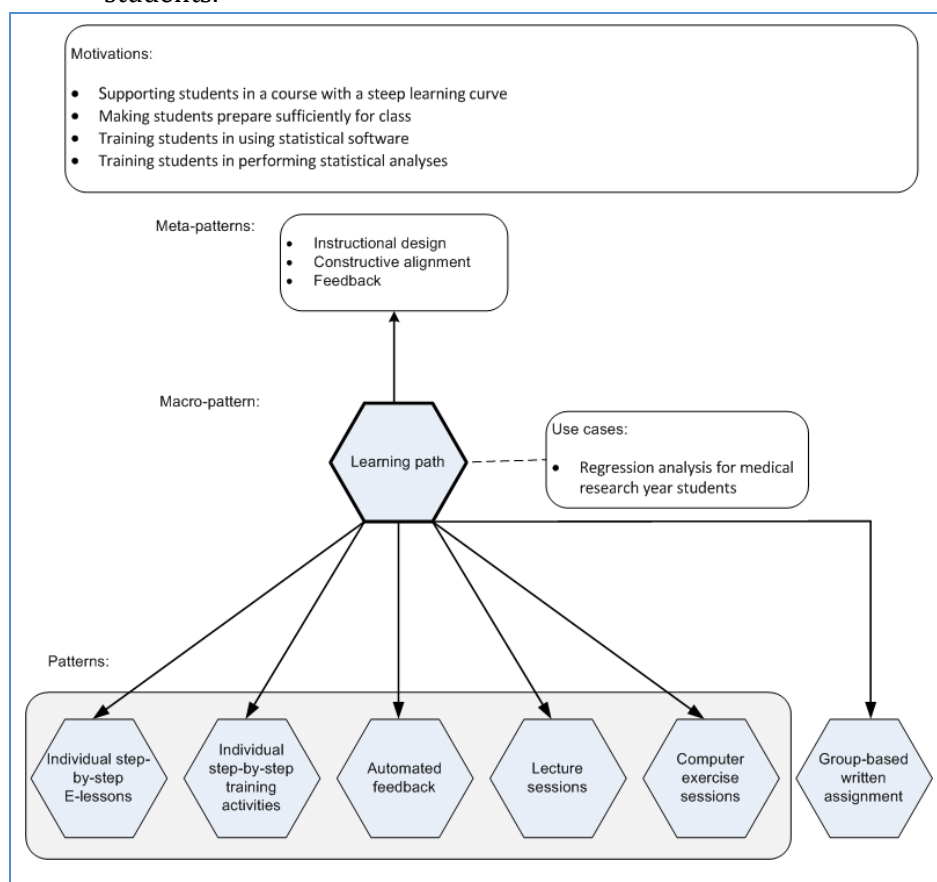 students.
Motivations:
• Supporting students in a course with a steep learning curve
• Making students prepare sufficiently for class
• Training students in using statistical software
• Training students in performing statistical analyses
Meta-patterns:
• Instructional design
• Constructive alignment
• Feedback
Macro-pattern:
Learning path
Use cases:
• Regression analysis for medical
research year students
Patterns:
Individual step-
by-step
E-lessons
Individual
step-by-step
training
activities
Automated
feedback
Lecture
sessions
Computer
exercise
sessions
Group-based
written
assignment